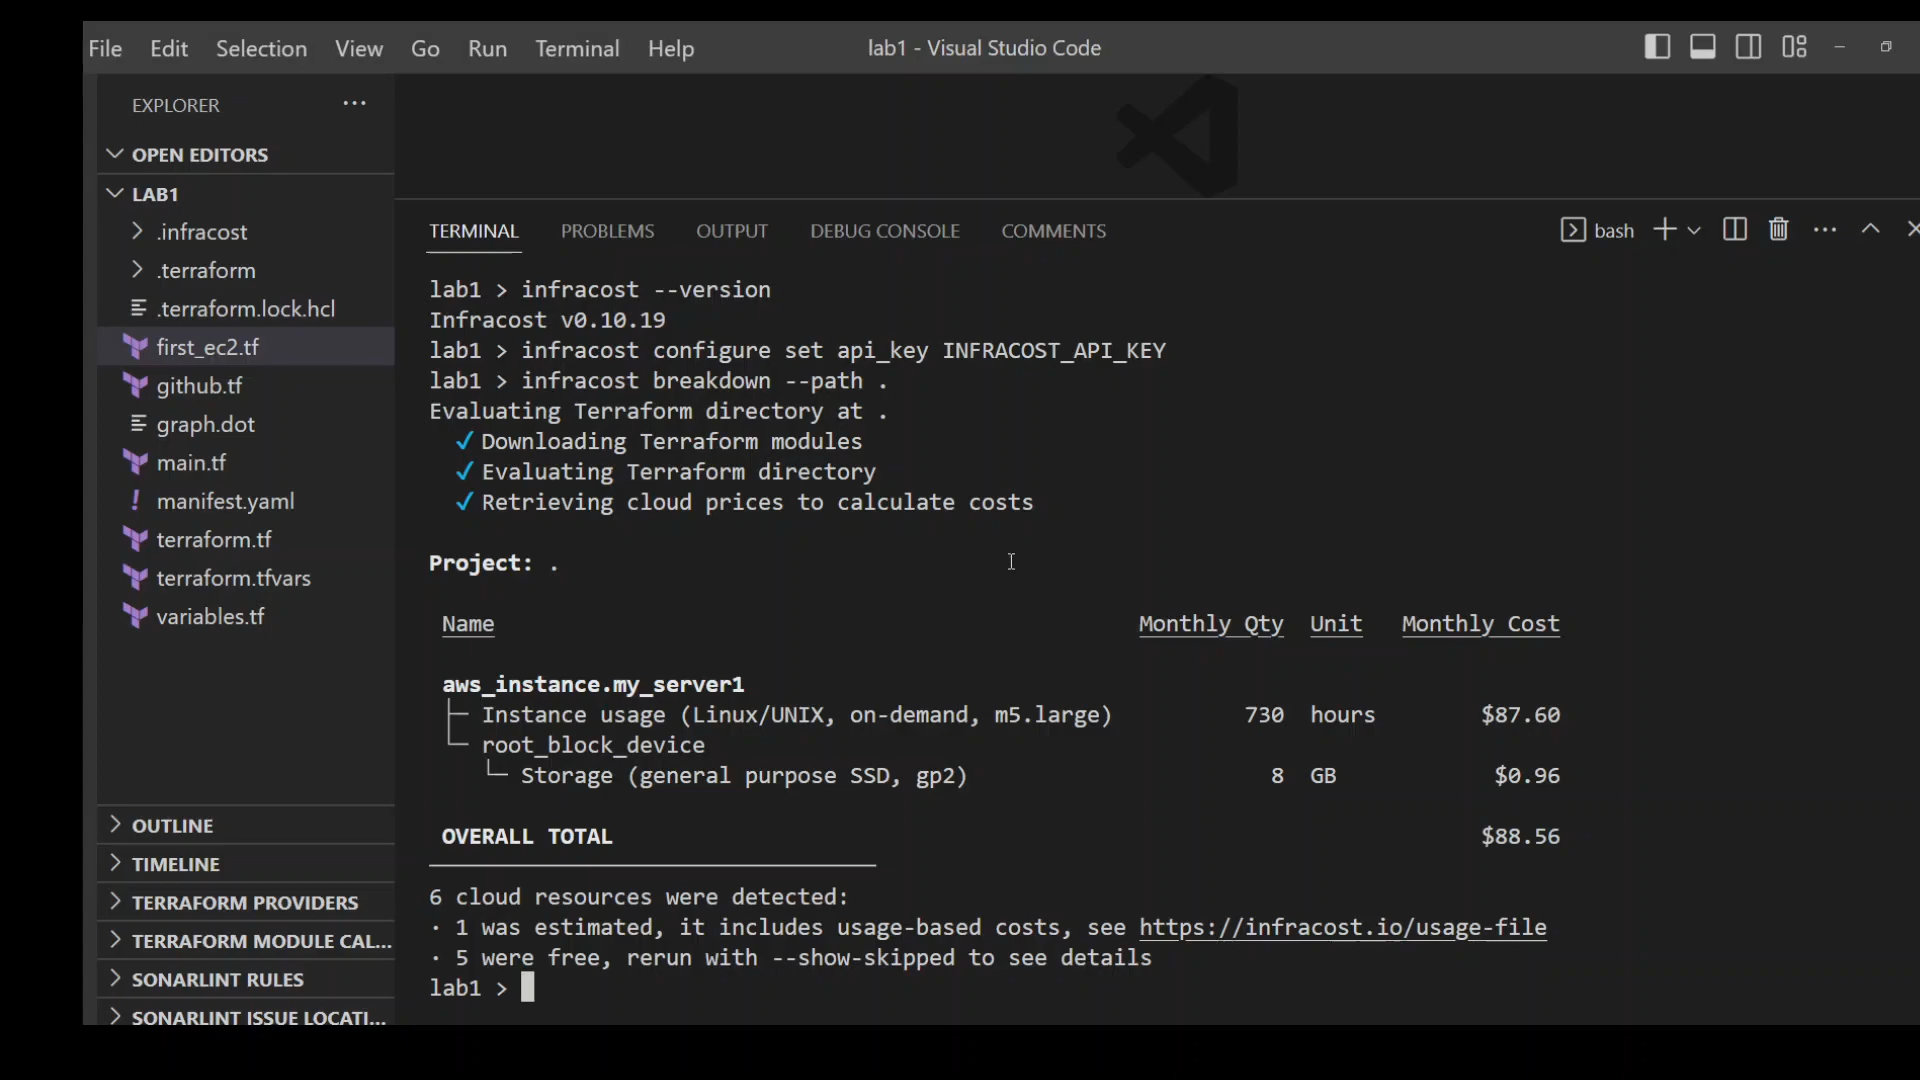 File Edit Selection View Go Run Terminal Help
lab1 - Visual Studio Code
EXPLORER
OPEN EDITORS
LAB1
.infracost
.terraform
.terraform.lock.hcl
first_ec2.tf
github.tf
graph.dot
main.tf
! manifest.yaml
terraform.tf
terraform.tfvars
variables.tf
OUTLINE
TIMELINE
TERRAFORM PROVIDERS
TERRAFORM MODULE CAL...
SONARLINT RULES
SONARLINT ISSUE LOCATI...
TERMINAL PROBLEMS OUTPUT DEBUG CONSOLE COMMENTS
bash
lab1 > infracost --version
Infracost v0.10.19
lab1 > infracost configure set api_key INFRACOST_API_KEY
lab1 > infracost breakdown --path .
Evaluating Terraform directory at .
✓ Downloading Terraform modules
✓ Evaluating Terraform directory
✓ Retrieving cloud prices to calculate costs
Project: .
Name Monthly Qty Unit Monthly Cost
aws_instance.my_server1
├─ Instance usage (Linux/UNIX, on-demand, m5.large) 730 hours $87.60
└─ root_block_device
└─ Storage (general purpose SSD, gp2) 8 GB $0.96
OVERALL TOTAL $88.56
6 cloud resources were detected:
· 1 was estimated, it includes usage-based costs, see https://infracost.io/usage-file
· 5 were free, rerun with --show-skipped to see details
lab1 >